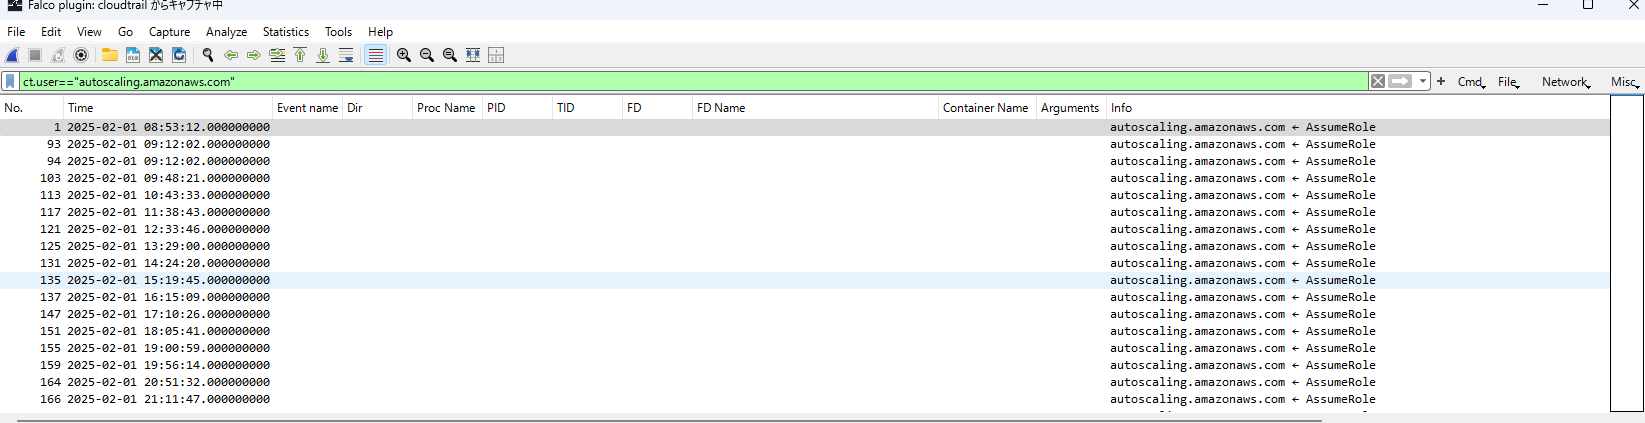 Falco plugin: cloudtrail からキャプチャ中
File Edit View Go Capture Analyze Statistics Tools Help
ct.user=="autoscaling.amazonaws.com" + Cmd File Network Misc
No. Time Event name Dir Proc Name PID TID FD FD Name Container Name Arguments Info
1 2025-02-01 08:53:12.000000000 autoscaling.amazonaws.com ← AssumeRole
93 2025-02-01 09:12:02.000000000 autoscaling.amazonaws.com ← AssumeRole
94 2025-02-01 09:12:02.000000000 autoscaling.amazonaws.com ← AssumeRole
103 2025-02-01 09:48:21.000000000 autoscaling.amazonaws.com ← AssumeRole
113 2025-02-01 10:43:33.000000000 autoscaling.amazonaws.com ← AssumeRole
117 2025-02-01 11:38:43.000000000 autoscaling.amazonaws.com ← AssumeRole
121 2025-02-01 12:33:46.000000000 autoscaling.amazonaws.com ← AssumeRole
125 2025-02-01 13:29:00.000000000 autoscaling.amazonaws.com ← AssumeRole
131 2025-02-01 14:24:20.000000000 autoscaling.amazonaws.com ← AssumeRole
135 2025-02-01 15:19:45.000000000 autoscaling.amazonaws.com ← AssumeRole
137 2025-02-01 16:15:09.000000000 autoscaling.amazonaws.com ← AssumeRole
147 2025-02-01 17:10:26.000000000 autoscaling.amazonaws.com ← AssumeRole
151 2025-02-01 18:05:41.000000000 autoscaling.amazonaws.com ← AssumeRole
155 2025-02-01 19:00:59.000000000 autoscaling.amazonaws.com ← AssumeRole
159 2025-02-01 19:56:14.000000000 autoscaling.amazonaws.com ← AssumeRole
164 2025-02-01 20:51:32.000000000 autoscaling.amazonaws.com ← AssumeRole
166 2025-02-01 21:11:47.000000000 autoscaling.amazonaws.com ← AssumeRole